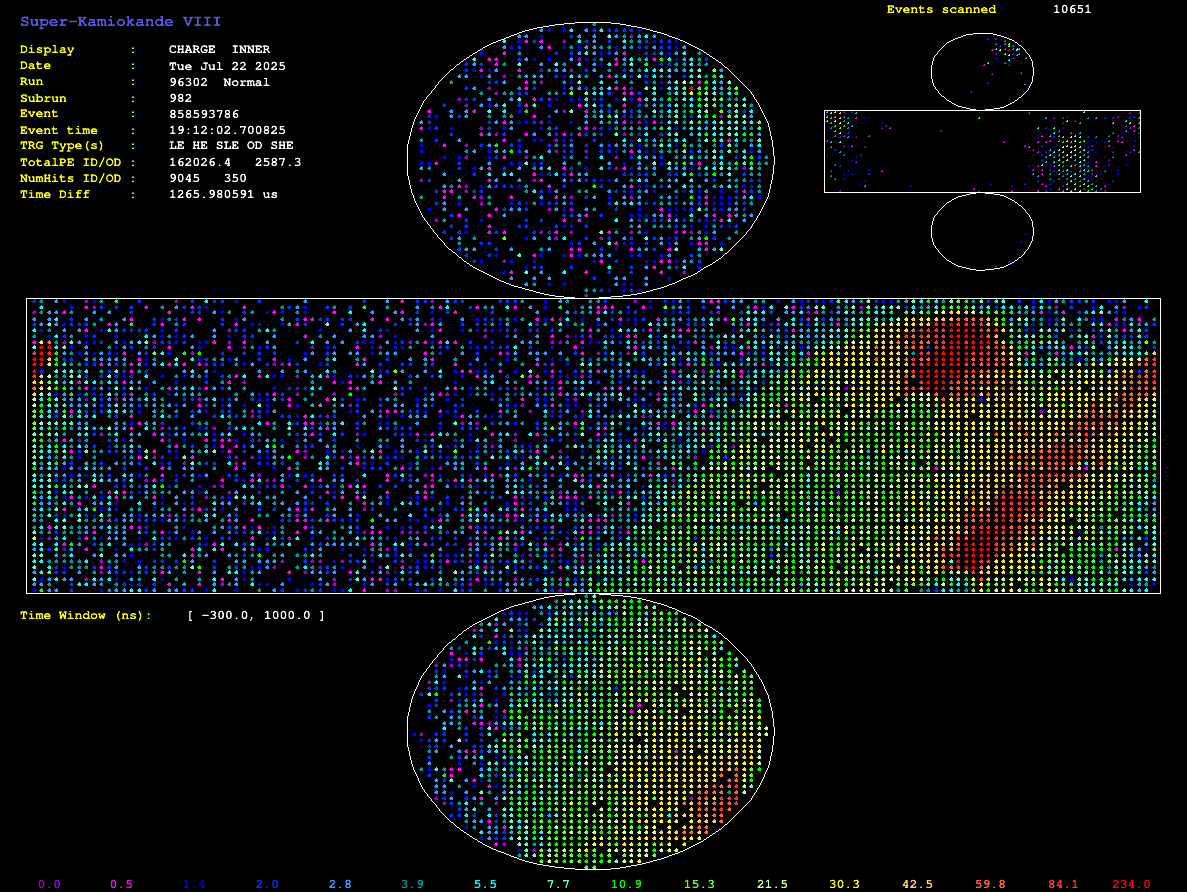 Super-Kamiokande VIII
Events scanned 10651
Display : CHARGE INNER
Date : Tue Jul 22 2025
Run : 96302 Normal
Subrun : 982
Event : 858593786
Event time : 19:12:02.700825
TRG Type(s) : LE HE SLE OD SHE
TotalPE ID/OD : 162026.4 2587.3
NumHits ID/OD : 9045 350
Time Diff : 1265.980591 us
Time Window (ns): [ -300.0, 1000.0 ]
0.0 0.5 1.4 2.0 2.8 3.9 5.5 7.7 10.9 15.3 21.5 30.3 42.5 59.8 84.1 234.0